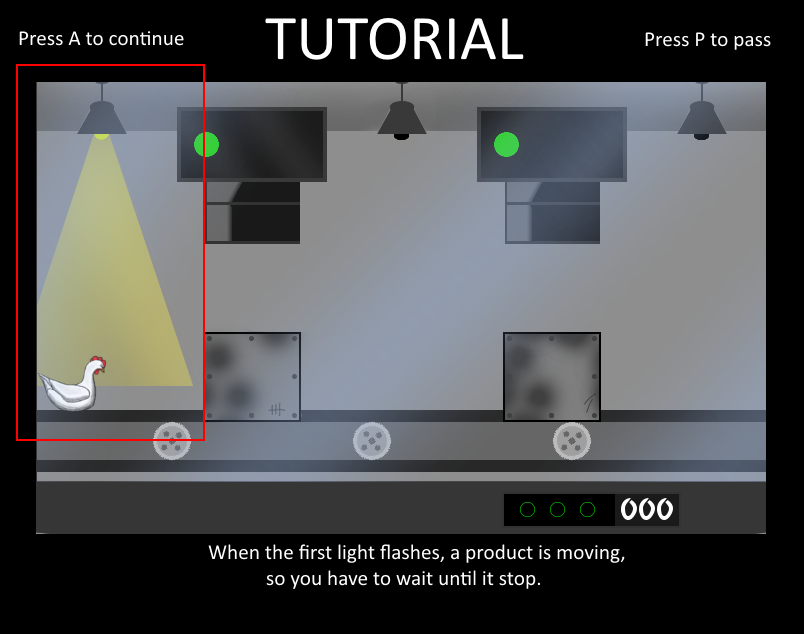 Press A to continue
TUTORIAL
Press P to pass
000
When the first light flashes, a product is moving,
so you have to wait until it stop.